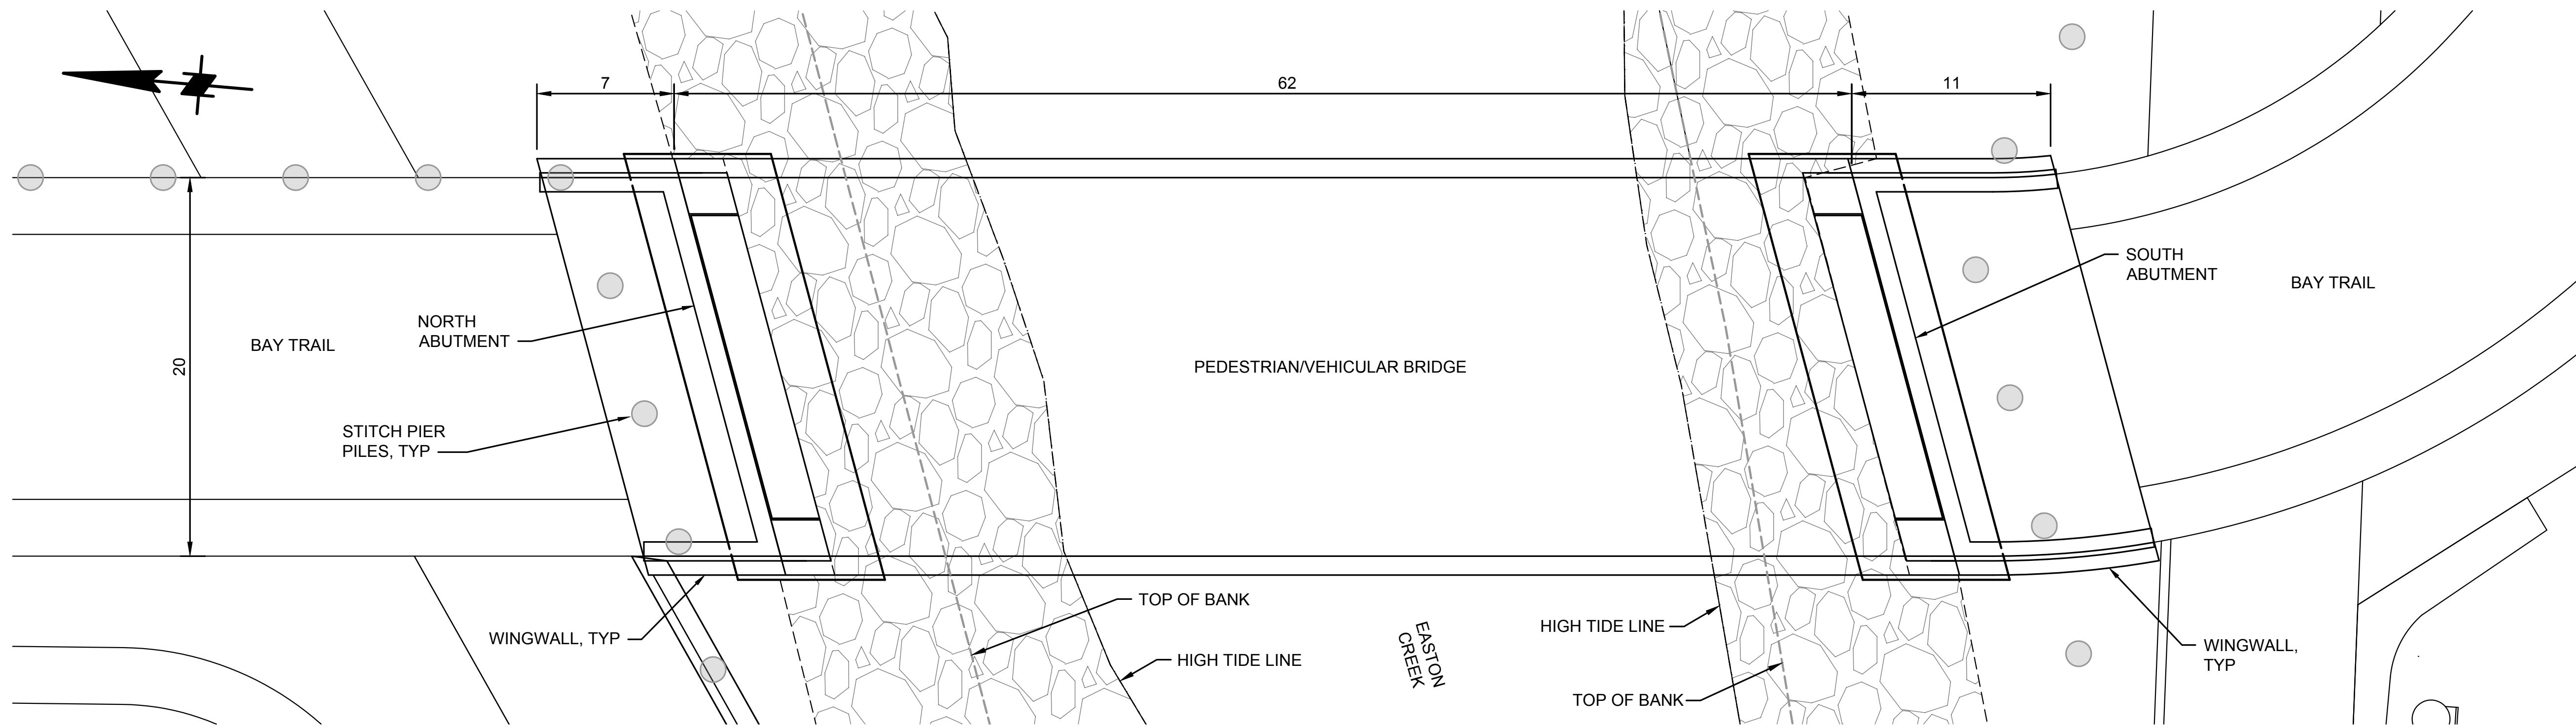 7
62
11
20
NORTH
ABUTMENT
BAY TRAIL
STITCH PIER
PILES, TYP
WINGWALL, TYP
PEDESTRIAN/VEHICULAR BRIDGE
TOP OF BANK
HIGH TIDE LINE
EASTON
CREEK
HIGH TIDE LINE
TOP OF BANK
SOUTH
ABUTMENT
BAY TRAIL
WINGWALL,
TYP